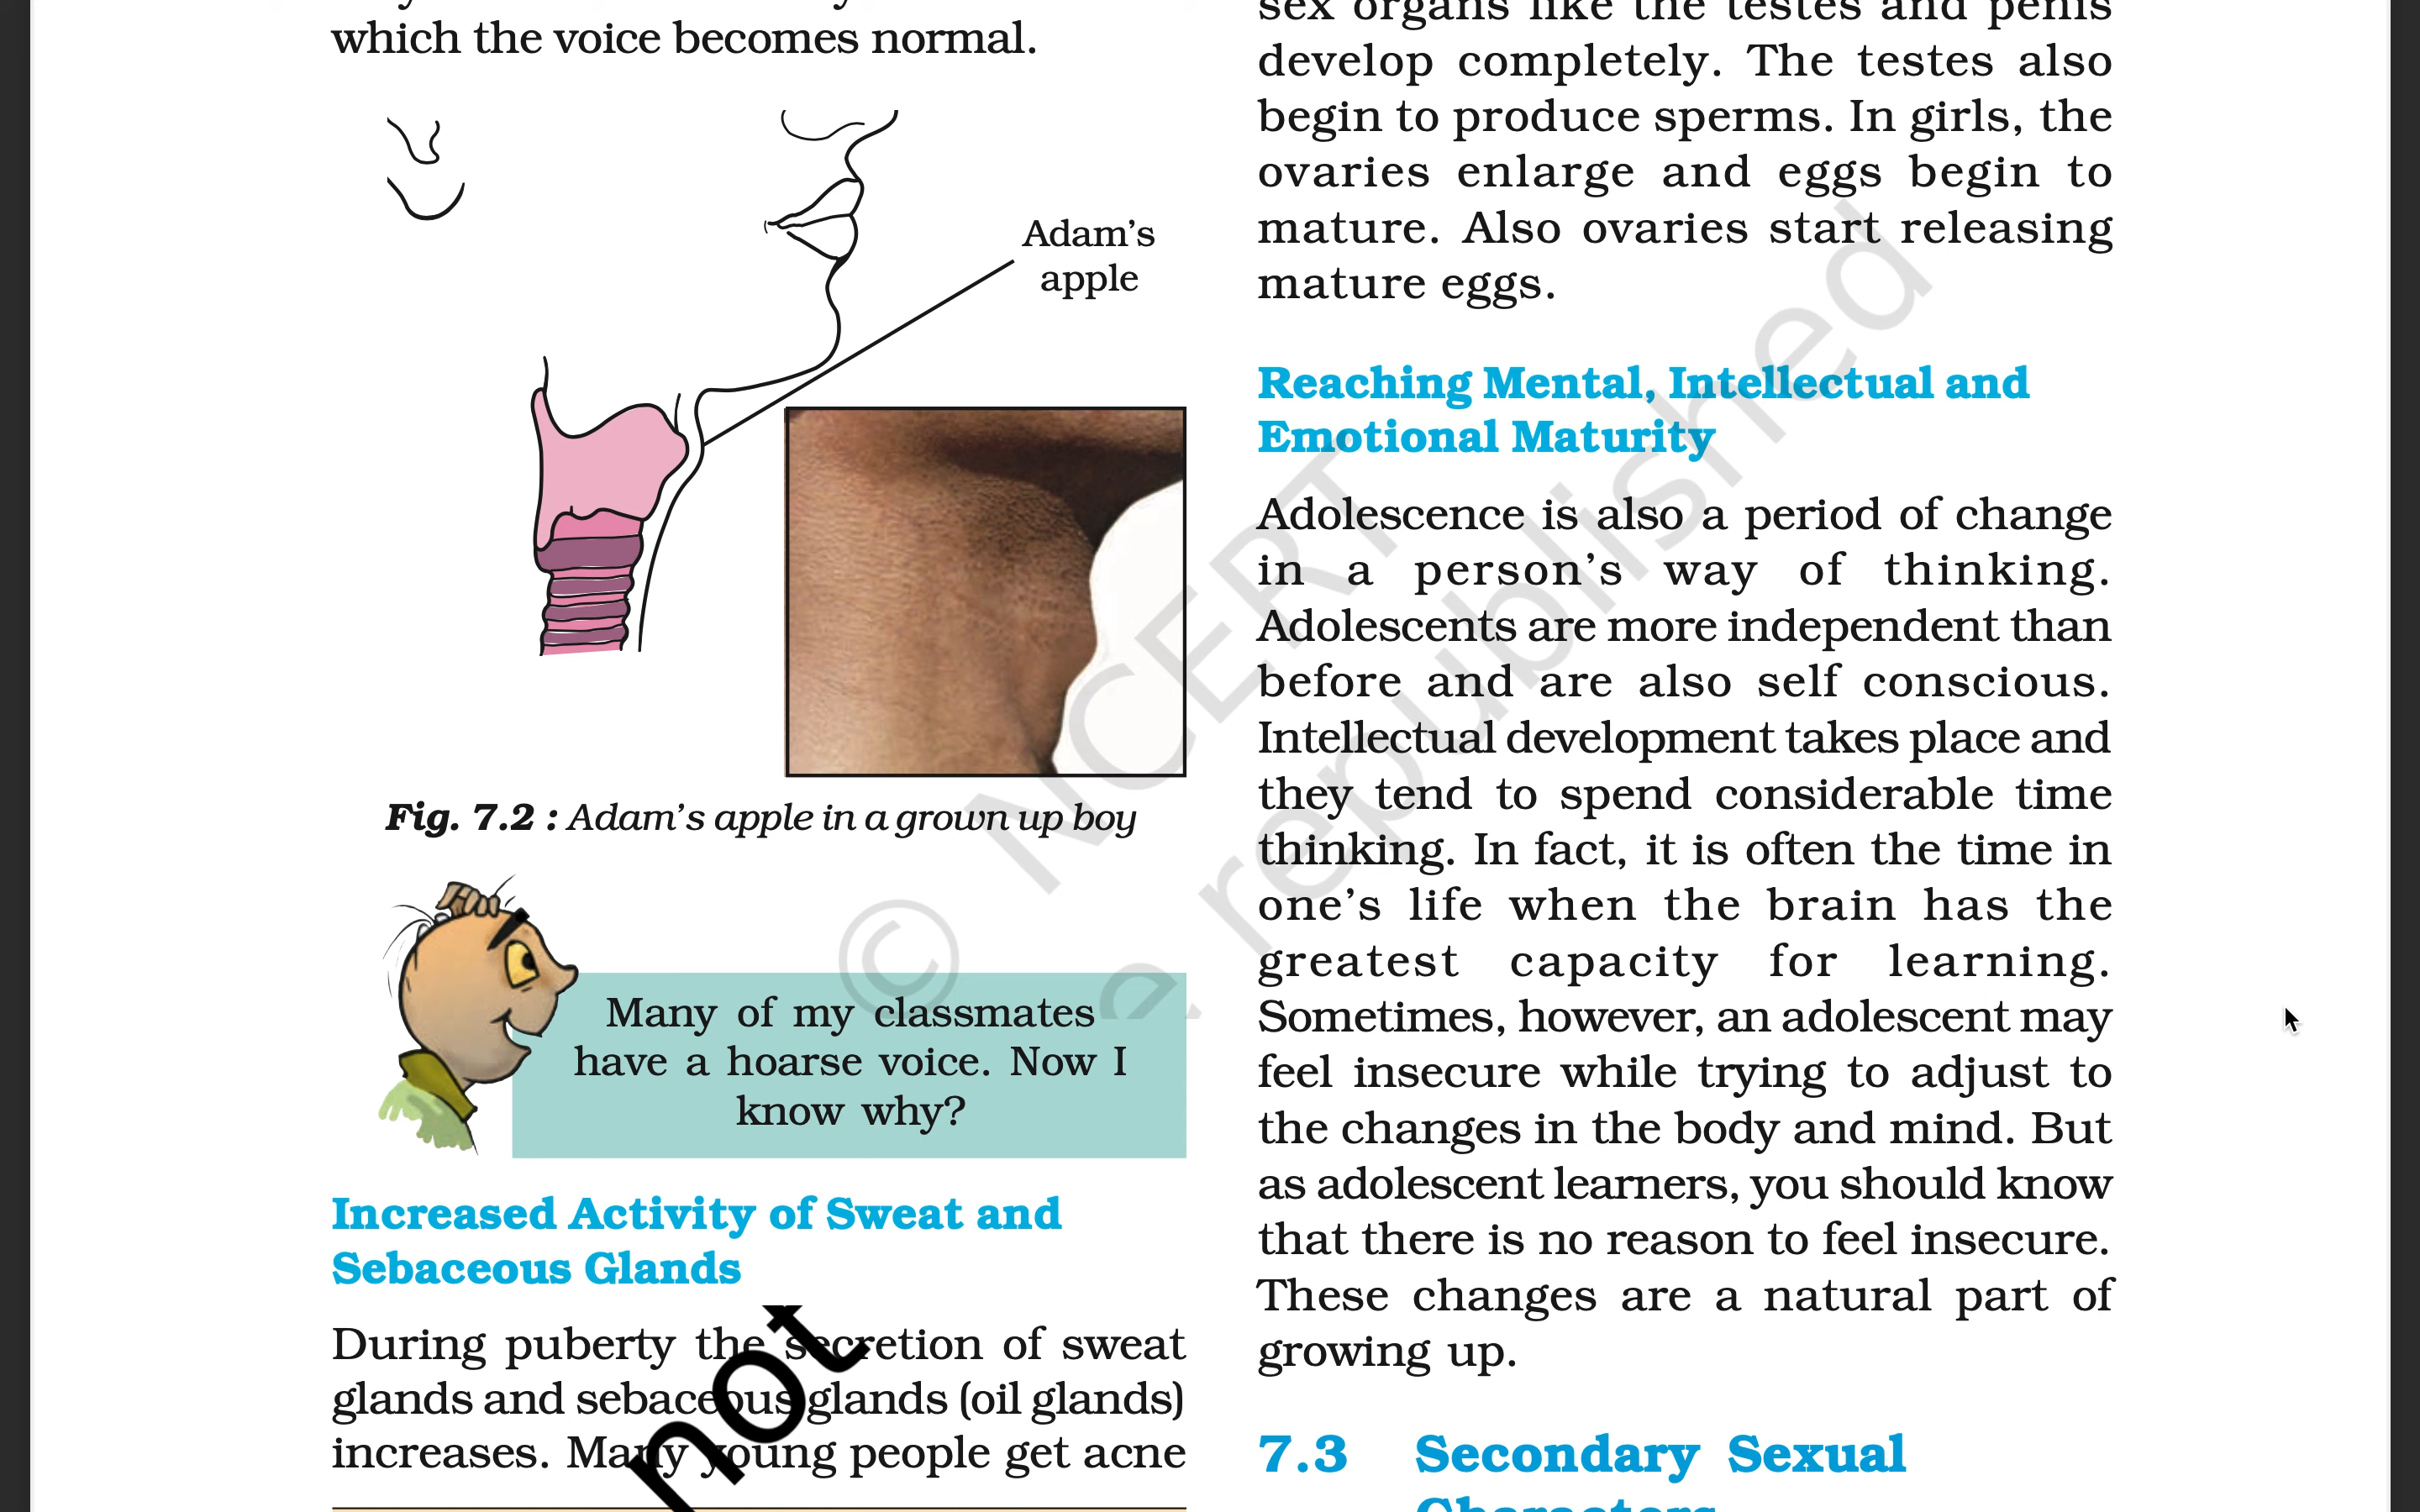 which the voice becomes normal.
Adam's
apple
Fig. 7.2 : Adam's apple in a grown up boy
Many of my classmates
have a hoarse voice. Now I
know why?
Increased Activity of Sweat and
Sebaceous Glands
During puberty the secretion of sweat
glands and sebaceous glands (oil glands)
increases. Many young people get acne
sex organs like the testes and penis
develop completely. The testes also
begin to produce sperms. In girls, the
ovaries enlarge and eggs begin to
mature. Also ovaries start releasing
mature eggs.
Reaching Mental, Intellectual and
Emotional Maturity
Adolescence is also a period of change
in a person's way of thinking.
Adolescents are more independent than
before and are also self conscious.
Intellectual development takes place and
they tend to spend considerable time
thinking. In fact, it is often the time in
one's life when the brain has the
greatest capacity for learning.
Sometimes, however, an adolescent may
feel insecure while trying to adjust to
the changes in the body and mind. But
as adolescent learners, you should know
that there is no reason to feel insecure.
These changes are a natural part of
growing up.
7.3 Secondary Sexual
Characters
© NCERT
not
republished